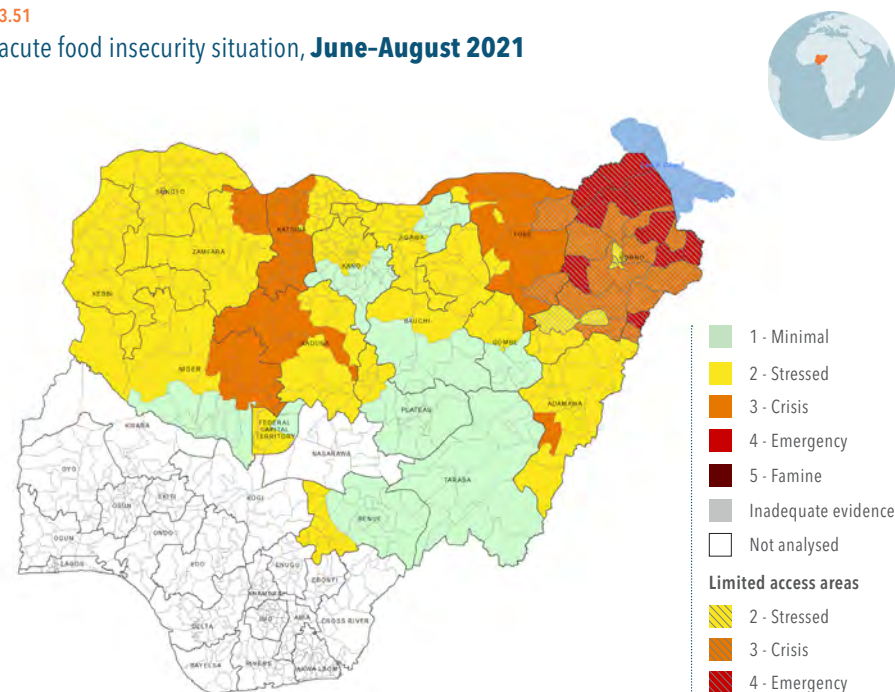 3.51
acute food insecurity situation, June–August 2021
SOKOTO
KATSINA
ZAMFARA
JIGAWA
YOBE
BORNO
KANO
KEBBI
BAUCHI
GOMBE
KADUNA
NIGER
ADAMAWA
PLATEAU
FEDERAL
CAPITAL
TERRITORY
KWARA
NASARAWA
TARABA
OYO
KOGI
EKITI
OSUN
BENUE
ONDO
OGUN
LAGOS
EDO
ENUGU
EBONYI
ANAMBRA
DELTA
IMO
ABIA
CROSS RIVER
BAYELSA
RIVERS
AKWA IBOM
1 - Minimal
2 - Stressed
3 - Crisis
4 - Emergency
5 - Famine
Inadequate evidence
Not analysed
Limited access areas
2 - Stressed
3 - Crisis
4 - Emergency